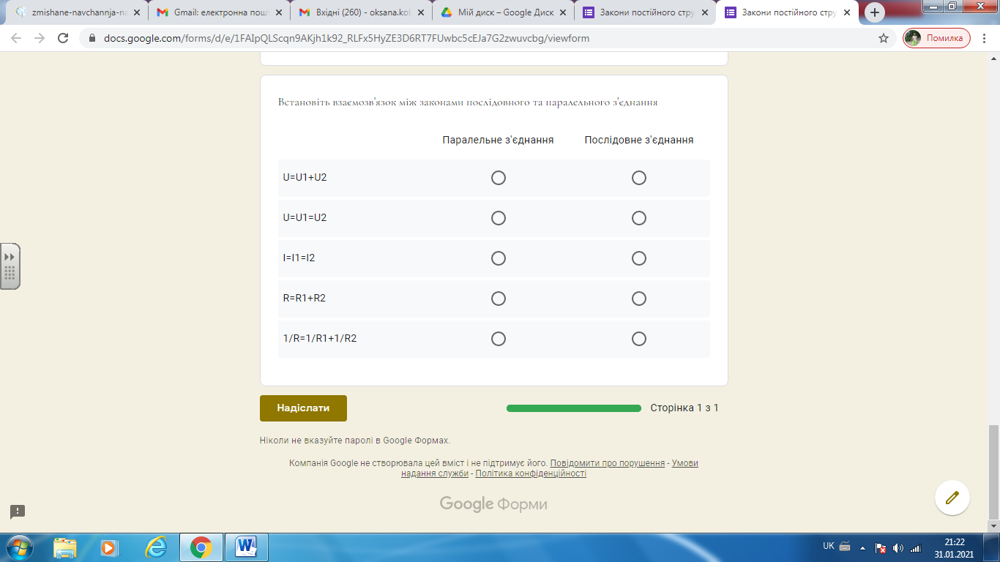 zmishane-navchannja-na
Gmail: електронна пошт
Вхідні (260) - oksana.kob
Мій диск – Google Диск
Закони постійного стру
Закони постійного стру
docs.google.com/forms/d/e/1FAIpQLScqn9AKjh1k92_RLFx5HyZE3D6RT7FUwbc5cEJa7G2zwuvcbg/viewform
Помилка
Встановіть взаємозв'язок між законами послідовного та паралельного з'єднання
Паралельне з'єднання Послідовне з'єднання
U=U1+U2
U=U1=U2
I=I1=I2
R=R1+R2
1/R=1/R1+1/R2
Надіслати
Сторінка 1 з 1
Ніколи не вказуйте паролі в Google Формах.
Компанія Google не створювала цей вміст і не підтримує його. Повідомити про порушення - Умови
надання служби - Політика конфіденційності
Google Форми
UK
21:22
31.01.2021